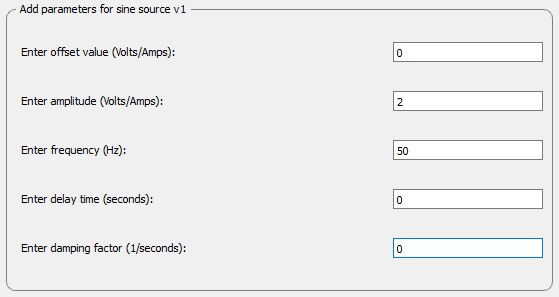 Add parameters for sine source v1
Enter offset value (Volts/Amps): 0
Enter amplitude (Volts/Amps): 2
Enter frequency (Hz): 50
Enter delay time (seconds): 0
Enter damping factor (1/seconds): 0